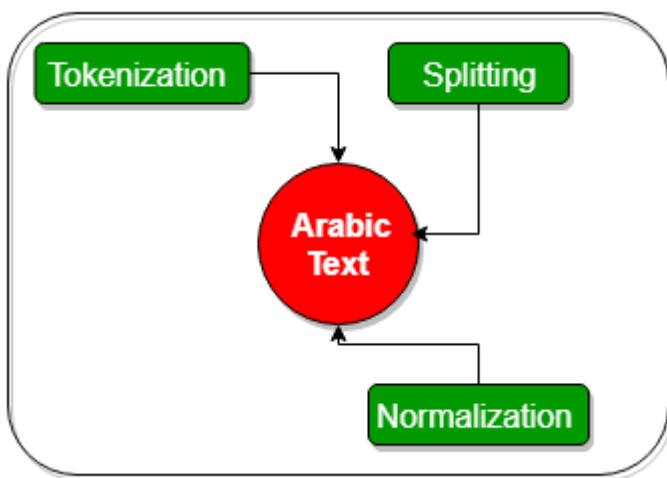 Tokenization
Splitting
Arabic
Text
Normalization